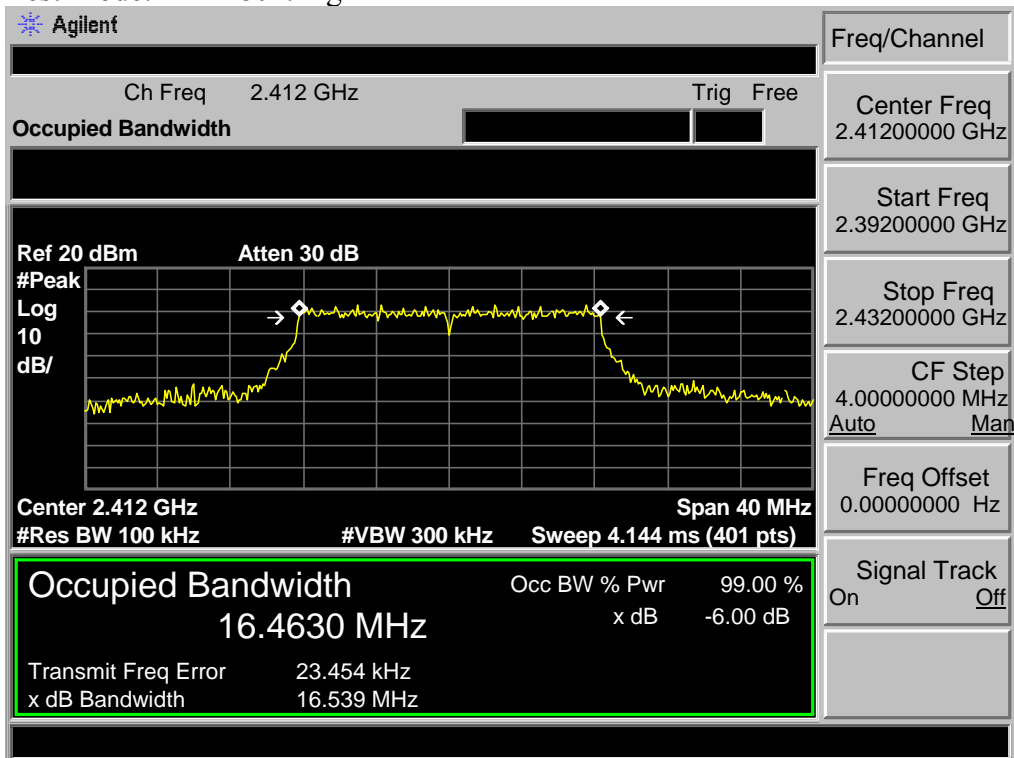 Agilent
Freq/Channel
Ch Freq 2.412 GHz Trig Free
Occupied Bandwidth
Center Freq
2.41200000 GHz
Start Freq
2.39200000 GHz
Stop Freq
2.43200000 GHz
CF Step
4.00000000 MHz
Auto Man
Freq Offset
0.00000000 Hz
Signal Track
On Off
Ref 20 dBm Atten 30 dB
#Peak
Log
10
dB/
Center 2.412 GHz Span 40 MHz
#Res BW 100 kHz #VBW 300 kHz Sweep 4.144 ms (401 pts)
Occupied Bandwidth Occ BW % Pwr 99.00 %
16.4630 MHz x dB -6.00 dB
Transmit Freq Error 23.454 kHz
x dB Bandwidth 16.539 MHz